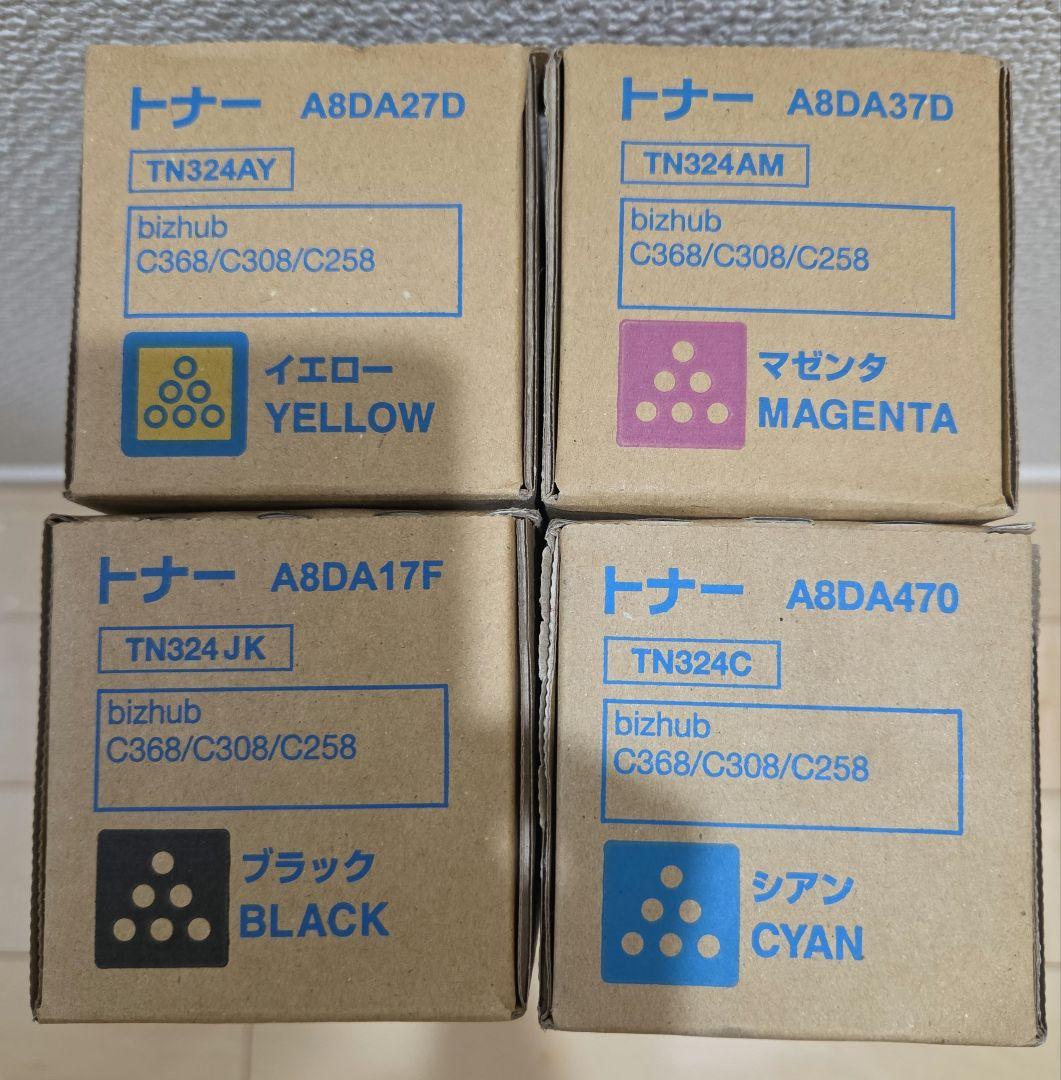 トナー A8DA27D
TN324AY
bizhub
C368/C308/C258
イエロー
YELLOW
トナー A8DA37D
TN324AM
bizhub
C368/C308/C258
マゼンタ
MAGENTA
トナー A8DA17F
TN324JK
bizhub
C368/C308/C258
ブラック
BLACK
トナー A8DA470
TN324C
bizhub
C368/C308/C258
シアン
CYAN